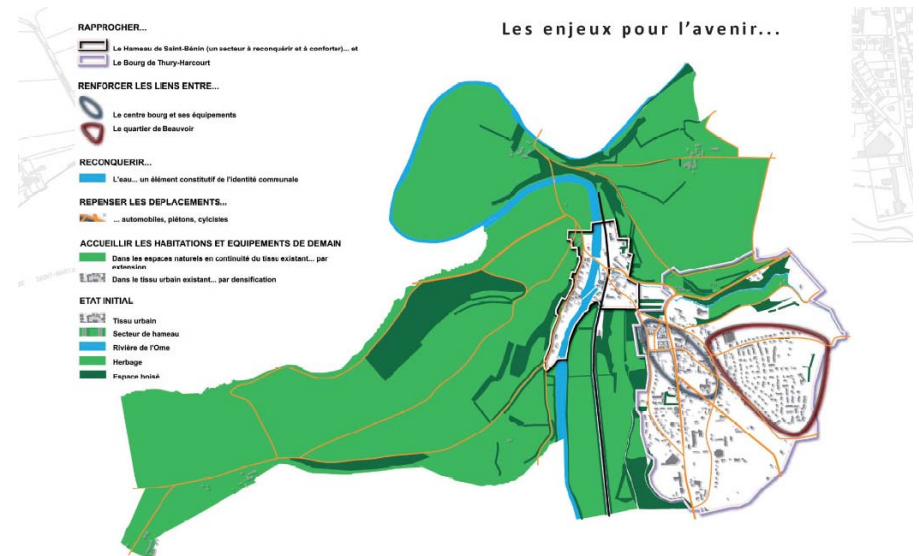 Les enjeux pour l'avenir...
RAPPROCHER...
Le Hameau de Saint-Bénin (un secteur à reconquérir et à conforter)... et
Le Bourg de Thury-Harcourt
RENFORCER LES LIENS ENTRE...
Le centre bourg et ses équipements
Le quartier de Beauvoir
RECONQUERIR...
L'eau... un élément constitutif de l'identité communale
REPENSER LES DEPLACEMENTS...
... automobiles, piétons, cylcistes
ACCUEILLIR LES HABITATIONS ET EQUIPEMENTS DE DEMAIN
Dans les espaces naturels en continuité du tissu existant... par
extension
Dans le tissu urbain existant... par densification
ETAT INITIAL
Tissu urbain
Secteur de hameau
Rivière de l'Orne
Herbage
Espace boisé